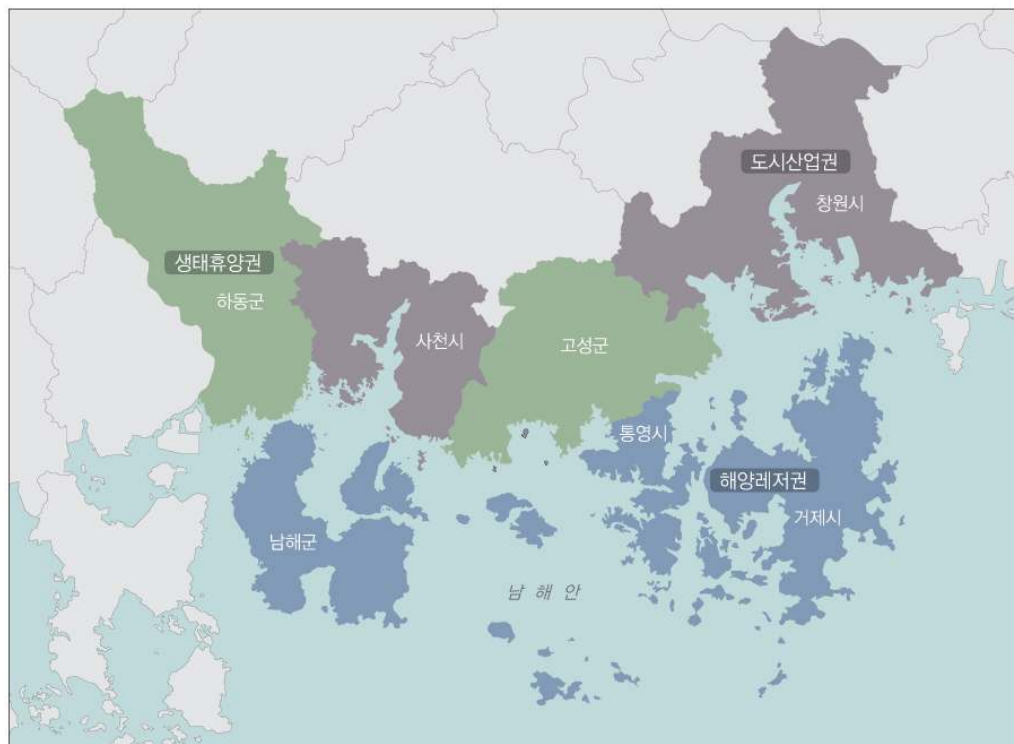 도시산업권
창원시
생태휴양권
하동군
사천시
고성군
통영시
해양레저권
거제시
남해군
남 해 안